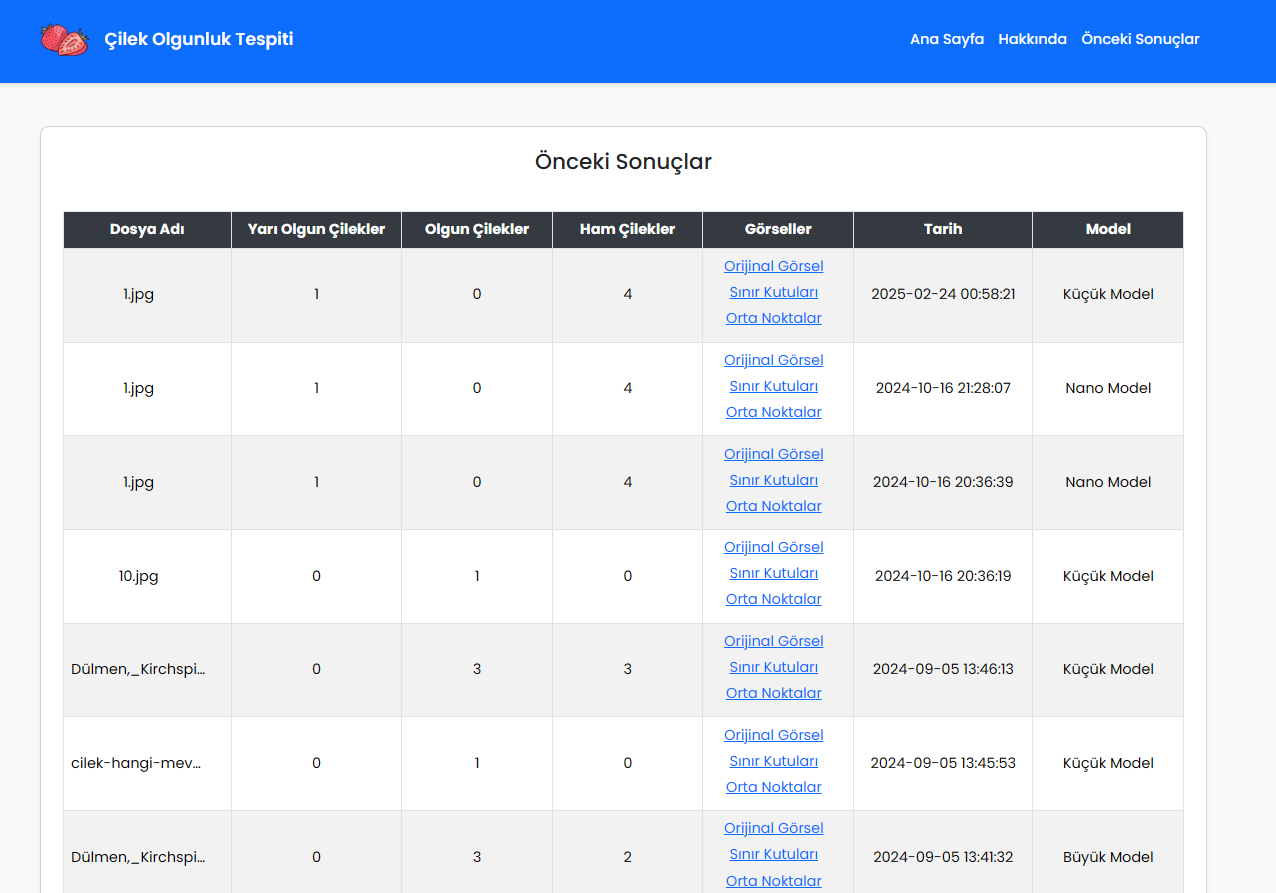 Çilek Olgunluk Tespiti
Ana Sayfa Hakkında Önceki Sonuçlar
Önceki Sonuçlar
Dosya Adı Yarı Olgun Çilekler Olgun Çilekler Ham Çilekler Görseller Tarih Model
1.jpg 1 0 4 Orijinal Görsel 2025-02-24 00:58:21 Küçük Model
Sınır Kutuları
Orta Noktalar
1.jpg 1 0 4 Orijinal Görsel 2024-10-16 21:28:07 Nano Model
Sınır Kutuları
Orta Noktalar
1.jpg 1 0 4 Orijinal Görsel 2024-10-16 20:36:39 Nano Model
Sınır Kutuları
Orta Noktalar
10.jpg 0 1 0 Orijinal Görsel 2024-10-16 20:36:19 Küçük Model
Sınır Kutuları
Orta Noktalar
Dülmen,_Kirchspi... 0 3 3 Orijinal Görsel 2024-09-05 13:46:13 Küçük Model
Sınır Kutuları
Orta Noktalar
cilek-hangi-mev... 0 1 0 Orijinal Görsel 2024-09-05 13:45:53 Küçük Model
Sınır Kutuları
Orta Noktalar
Dülmen,_Kirchspi... 0 3 2 Orijinal Görsel 2024-09-05 13:41:32 Büyük Model
Sınır Kutuları
Orta Noktalar